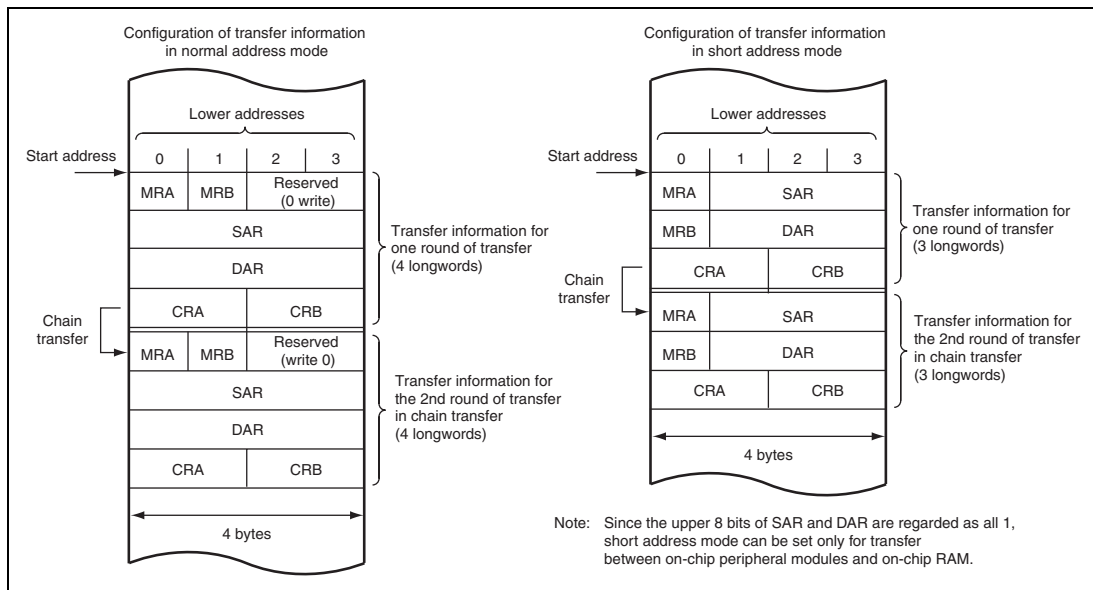 Configuration of transfer information
in normal address mode
Lower addresses
Start address
0 1 2 3
MRA MRB Reserved
(0 write)
SAR
DAR
CRA CRB
Transfer information for
one round of transfer
(4 longwords)
Chain
transfer
MRA MRB Reserved
(write 0)
SAR
DAR
CRA CRB
Transfer information for
the 2nd round of transfer
in chain transfer
(4 longwords)
4 bytes
Configuration of transfer information
in short address mode
Lower addresses
Start address
0 1 2 3
MRA SAR
MRB DAR
CRA CRB
Transfer information for
one round of transfer
(3 longwords)
Chain
transfer
MRA SAR
MRB DAR
CRA CRB
Transfer information for
the 2nd round of transfer
in chain transfer
(3 longwords)
4 bytes
Note: Since the upper 8 bits of SAR and DAR are regarded as all 1,
short address mode can be set only for transfer
between on-chip peripheral modules and on-chip RAM.